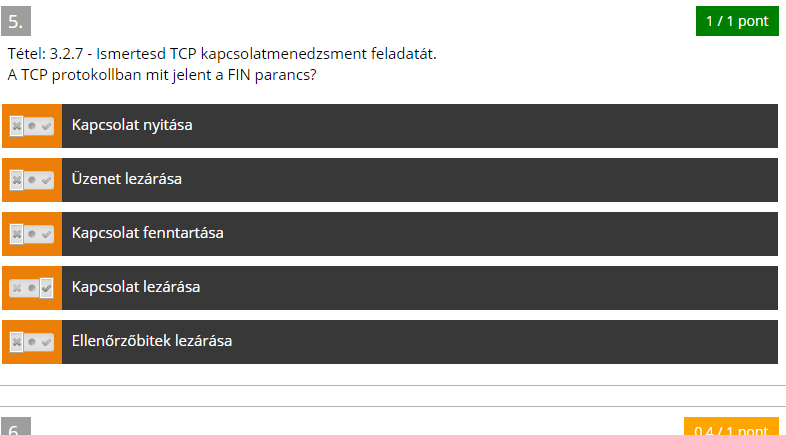 5.
1 / 1 pont
Tétel: 3.2.7 - Ismertesd TCP kapcsolatmenedzsment feladatát.
A TCP protokollban mit jelent a FIN parancs?
Kapcsolat nyitása
Üzenet lezárása
Kapcsolat fenntartása
Kapcsolat lezárása
Ellenőrzőbitek lezárása
6.
0.4 / 1 pont